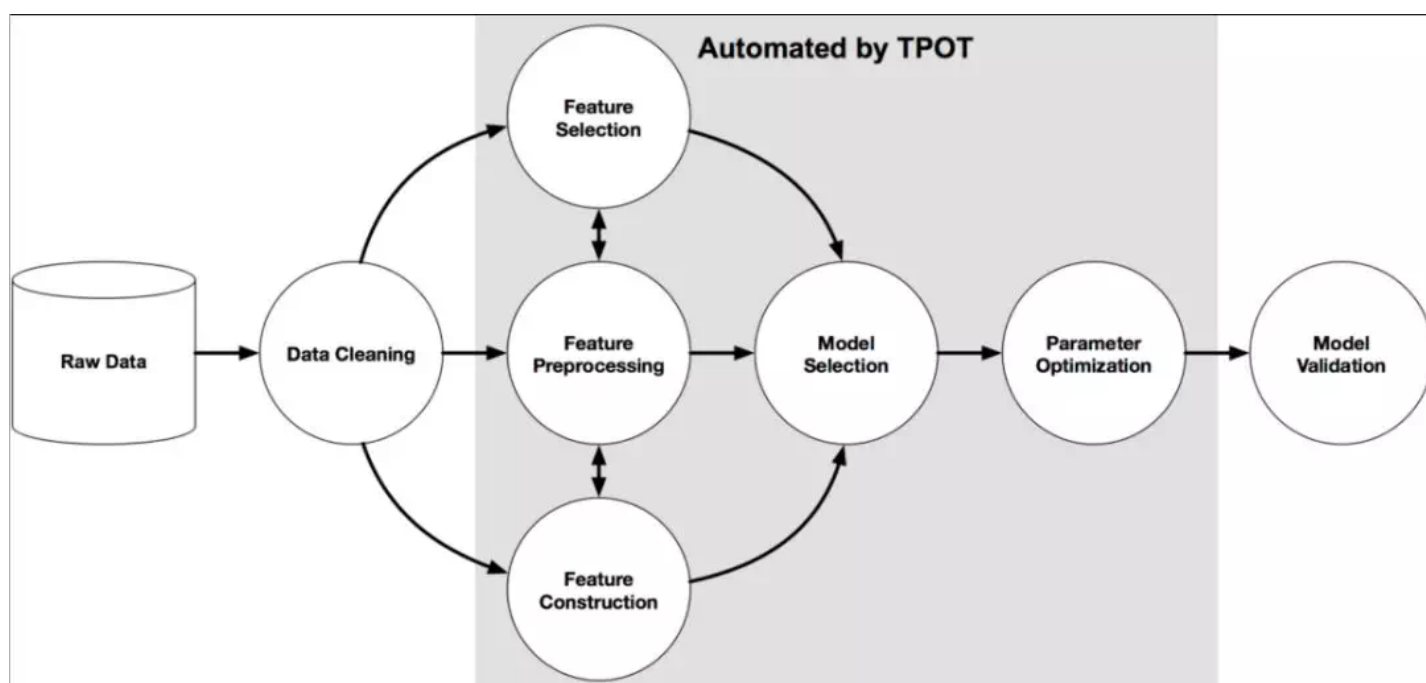 Automated by TPOT
Feature
Selection
Raw Data
Data Cleaning
Feature
Preprocessing
Model
Selection
Parameter
Optimization
Model
Validation
Feature
Construction